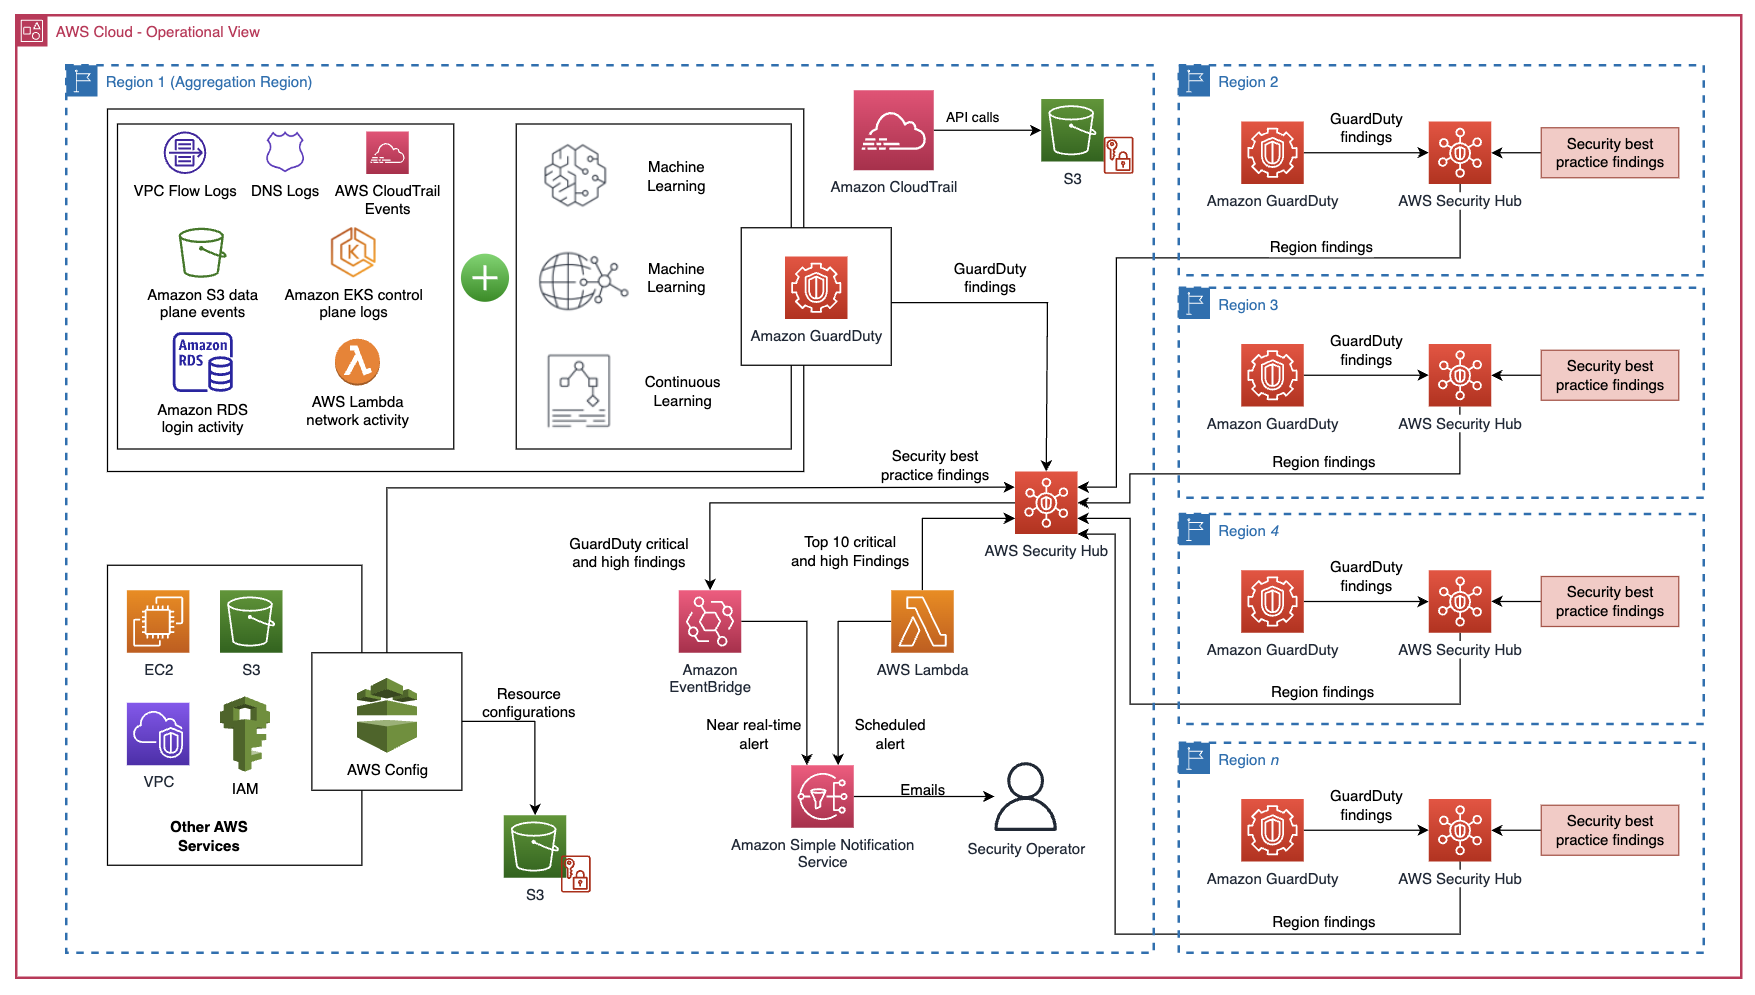 AWS Cloud - Operational View
Region 1 (Aggregation Region)
VPC Flow Logs
DNS Logs
AWS CloudTrail
Events
Amazon S3 data
plane events
Amazon EKS control
plane logs
Amazon
RDS
Amazon RDS
login activity
AWS Lambda
network activity
Machine
Learning
Machine
Learning
Continuous
Learning
Amazon GuardDuty
Amazon CloudTrail
API calls
S3
GuardDuty
findings
Security best
practice findings
AWS Security Hub
GuardDuty critical
and high findings
Top 10 critical
and high Findings
Amazon
EventBridge
AWS Lambda
Near real-time
alert
Scheduled
alert
Amazon Simple Notification
Service
Emails
Security Operator
EC2
S3
VPC
IAM
Other AWS
Services
AWS Config
Resource
configurations
S3
Region 2
GuardDuty
findings
Amazon GuardDuty
AWS Security Hub
Security best
practice findings
Region findings
Region 3
GuardDuty
findings
Amazon GuardDuty
AWS Security Hub
Security best
practice findings
Region findings
Region 4
GuardDuty
findings
Amazon GuardDuty
AWS Security Hub
Security best
practice findings
Region findings
Region n
GuardDuty
findings
Amazon GuardDuty
AWS Security Hub
Security best
practice findings
Region findings